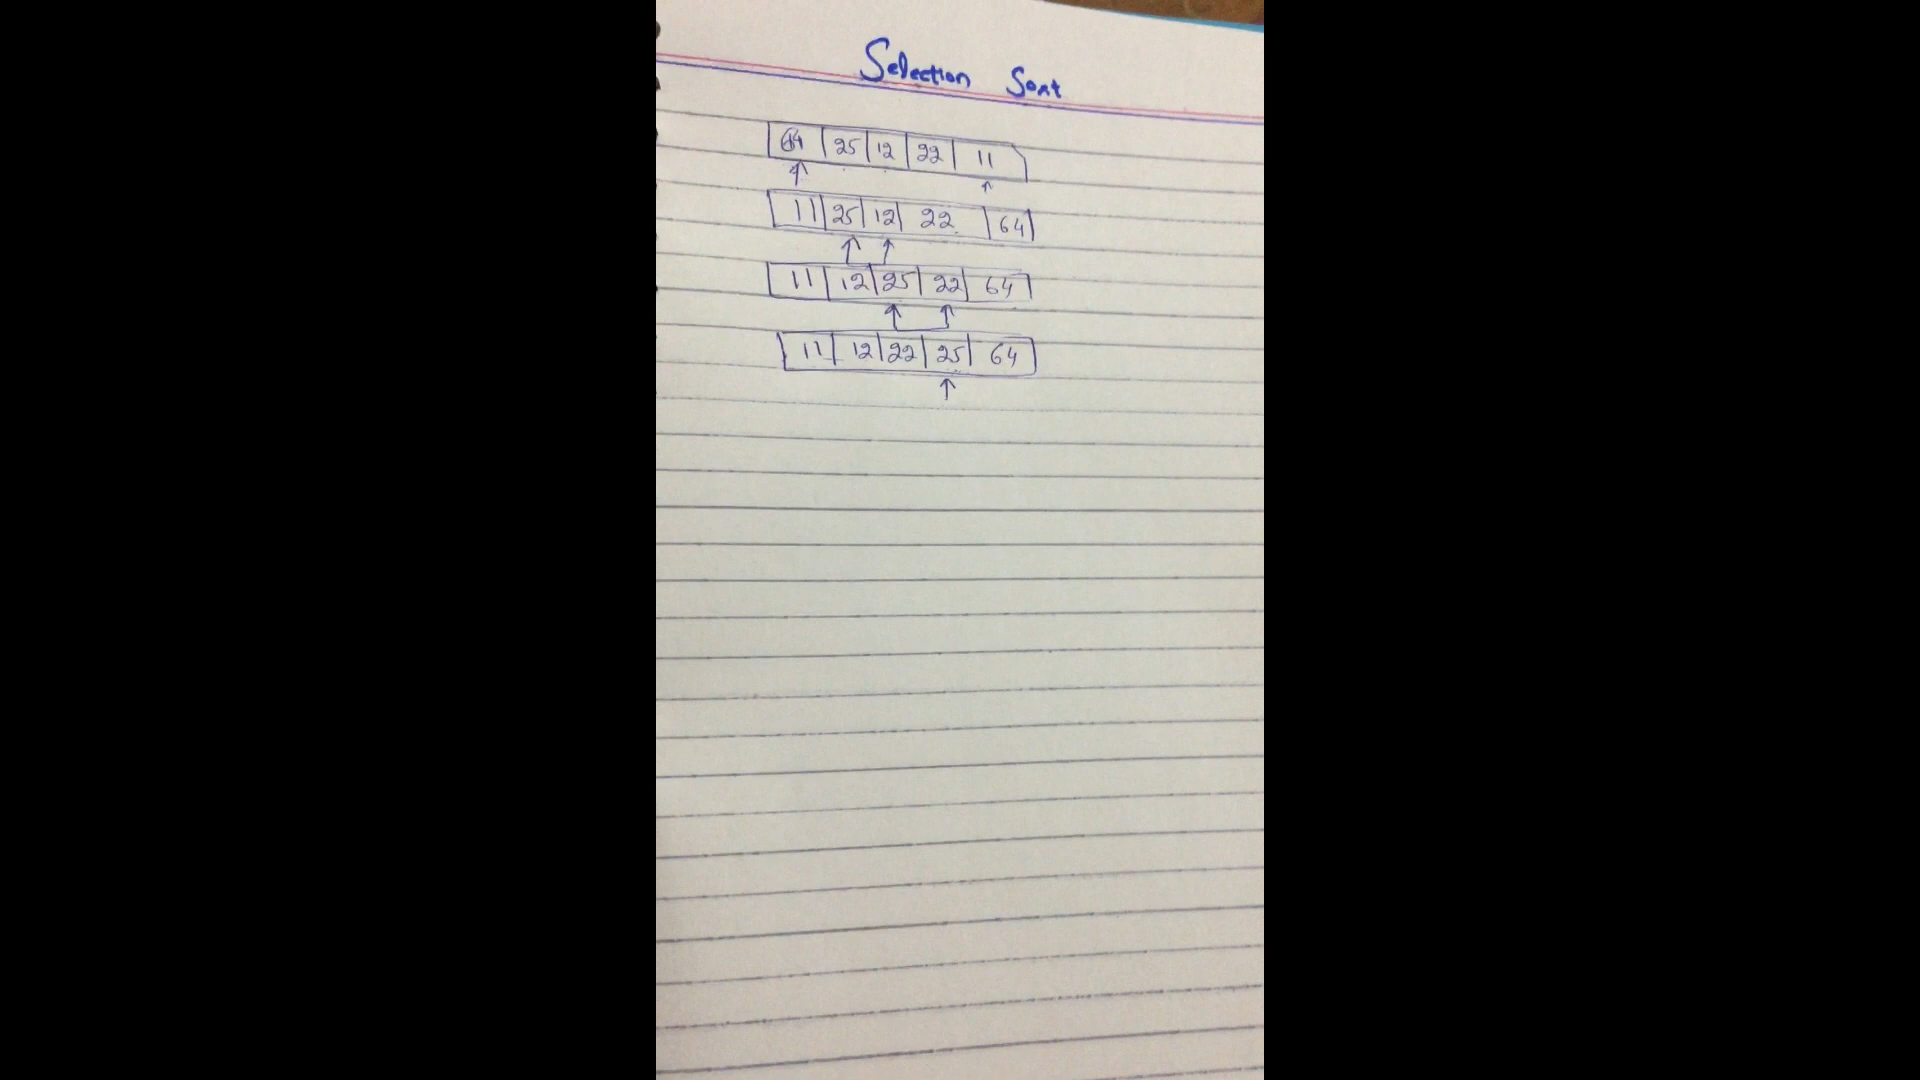 Selection Sort
64 25 12 22 11
11 25 12 22 64
11 12 25 22 64
11 12 22 25 64